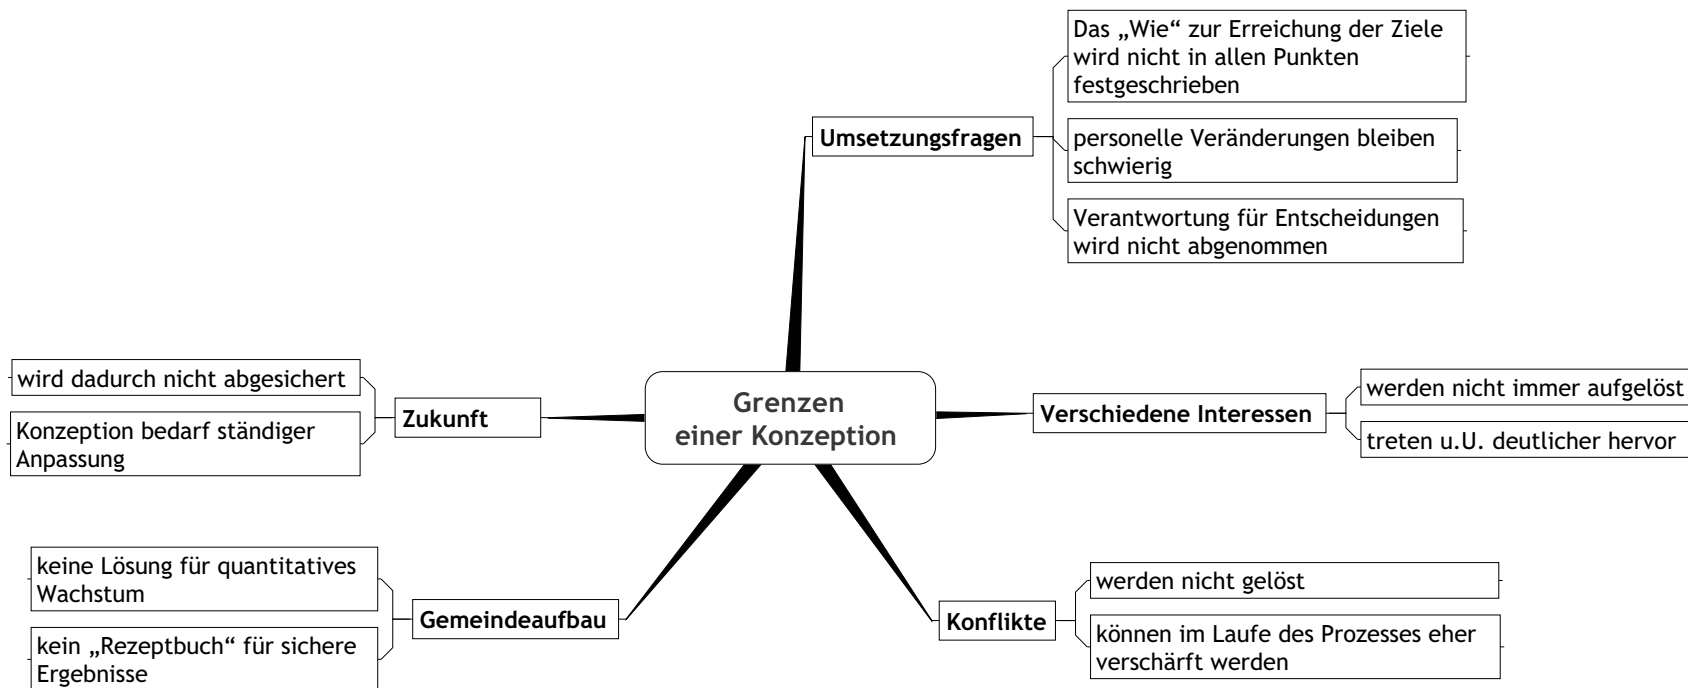 Das „Wie“ zur Erreichung der Ziele
wird nicht in allen Punkten
festgeschrieben
Umsetzungsfragen
personelle Veränderungen bleiben
schwierig
Verantwortung für Entscheidungen
wird nicht abgenommen
wird dadurch nicht abgesichert
Zukunft
Konzeption bedarf ständiger
Anpassung
Grenzen
einer Konzeption
Verschiedene Interessen
werden nicht immer aufgelöst
treten u.U. deutlicher hervor
keine Lösung für quantitatives
Wachstum
Gemeindeaufbau
kein „Rezeptbuch“ für sichere
Ergebnisse
Konflikte
werden nicht gelöst
können im Laufe des Prozesses eher
verschärft werden